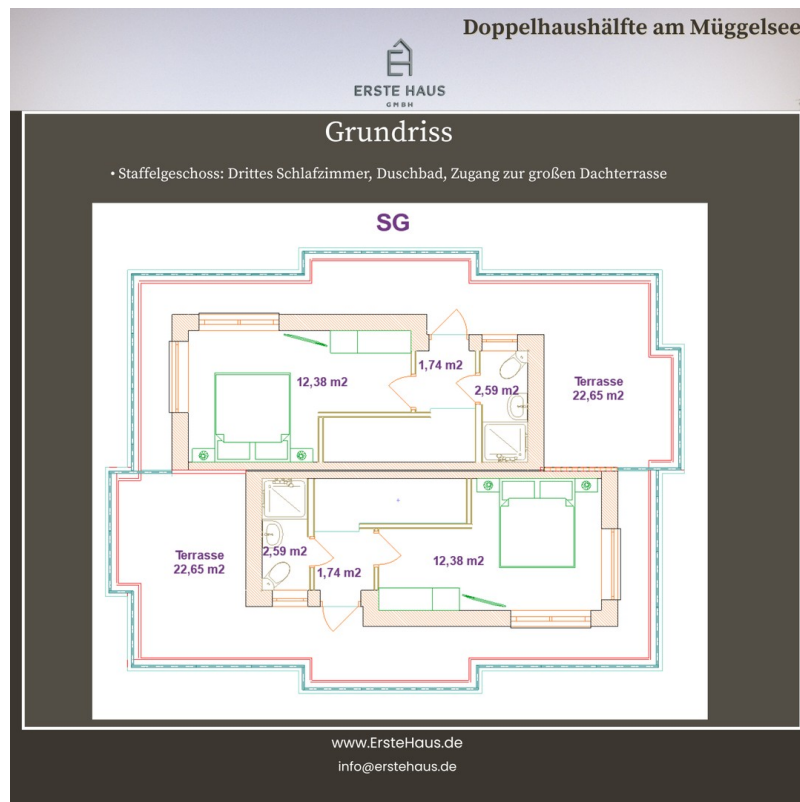 Doppelhaushälfte am Müggelsee
ERSTE HAUS
GMBH
Grundriss
• Staffelgeschoss: Drittes Schlafzimmer, Duschbad, Zugang zur großen Dachterrasse
SG
1,74 m2
12,38 m2
2,59 m2
Terrasse
22,65 m2
Terrasse
22,65 m2
2,59 m2
1,74 m2
12,38 m2
www.ErsteHaus.de
info@erstehaus.de